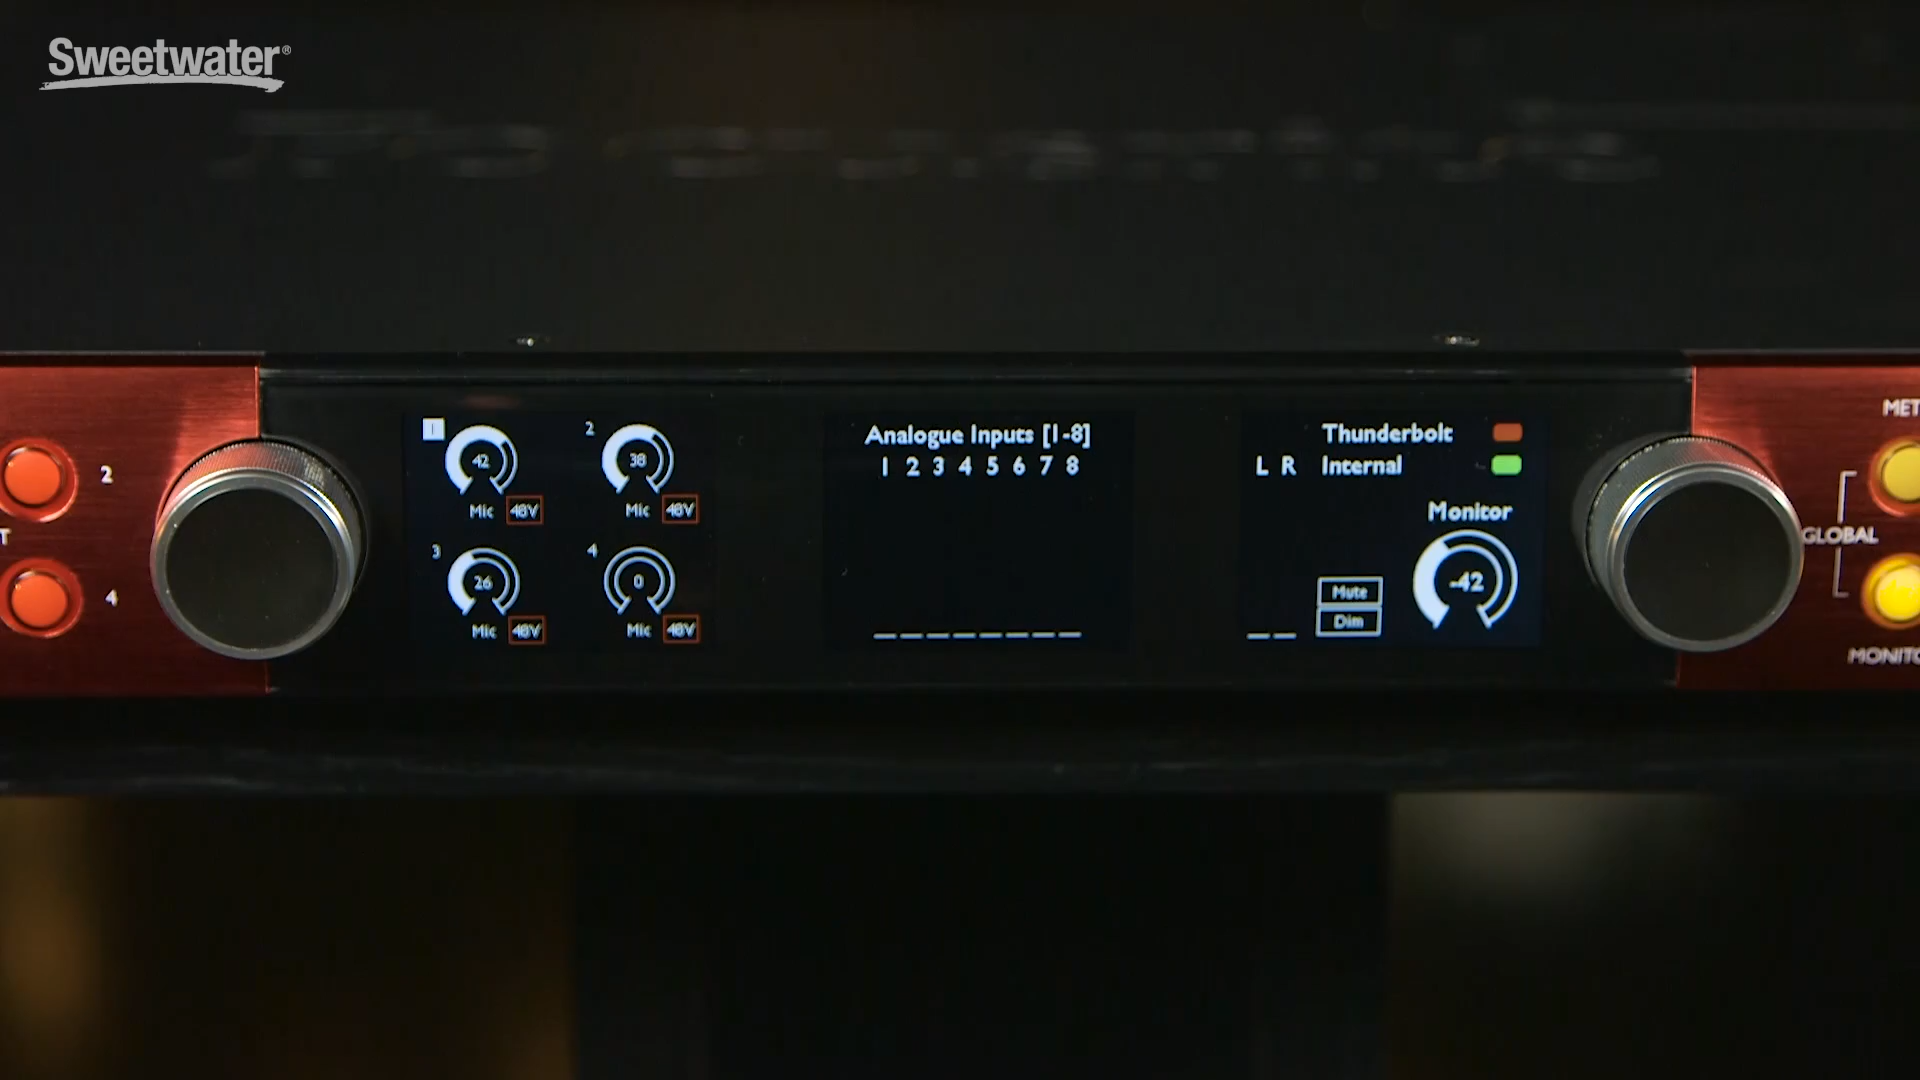 Sweetwater®
2
T
4
1
42
Mic 48V
2
38
Mic 48V
3
26
Mic 48V
4
0
Mic 48V
Analogue Inputs [1-8]
1 2 3 4 5 6 7 8
Thunderbolt
L R Internal
Monitor
-42
Mute
Dim
MET
GLOBAL
MONITO